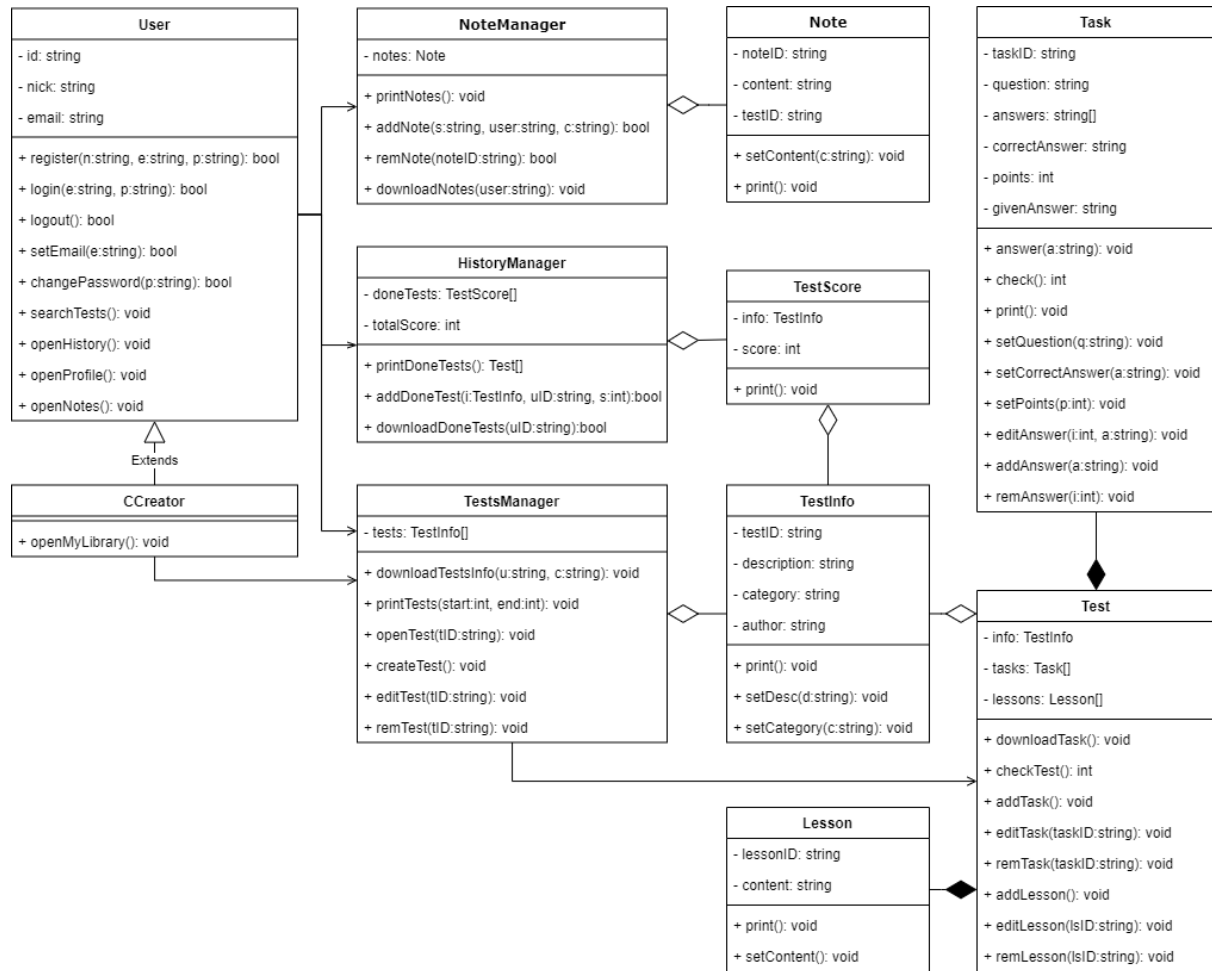 User
- id: string
- nick: string
- email: string
+ register(n:string, e:string, p:string): bool
+ login(e:string, p:string): bool
+ logout(): bool
+ setEmail(e:string): bool
+ changePassword(p:string): bool
+ searchTests(): void
+ openHistory(): void
+ openProfile(): void
+ openNotes(): void
Extends
CCreator
+ openMyLibrary(): void
NoteManager
- notes: Note
+ printNotes(): void
+ addNote(s:string, user:string, c:string): bool
+ remNote(noteID:string): bool
+ downloadNotes(user:string): void
HistoryManager
- doneTests: TestScore[]
- totalScore: int
+ printDoneTests(): Test[]
+ addDoneTest(i:TestInfo, uID:string, s:int):bool
+ downloadDoneTests(uID:string):bool
TestsManager
- tests: TestInfo[]
+ downloadTestsInfo(u:string, c:string): void
+ printTests(start:int, end:int): void
+ openTest(tID:string): void
+ createTest(): void
+ editTest(tID:string): void
+ remTest(tID:string): void
Note
- noteID: string
- content: string
- testID: string
+ setContent(c:string): void
+ print(): void
TestScore
- info: TestInfo
- score: int
+ print(): void
TestInfo
- testID: string
- description: string
- category: string
- author: string
+ print(): void
+ setDesc(d:string): void
+ setCategory(c:string): void
Lesson
- lessonID: string
- content: string
+ print(): void
+ setContent(): void
Task
- taskID: string
- question: string
- answers: string[]
- correctAnswer: string
- points: int
- givenAnswer: string
+ answer(a:string): void
+ check(): int
+ print(): void
+ setQuestion(q:string): void
+ setCorrectAnswer(a:string): void
+ setPoints(p:int): void
+ editAnswer(i:int, a:string): void
+ addAnswer(a:string): void
+ remAnswer(i:int): void
Test
- info: TestInfo
- tasks: Task[]
- lessons: Lesson[]
+ downloadTask(): void
+ checkTest(): int
+ addTask(): void
+ editTask(taskID:string): void
+ remTask(taskID:string): void
+ addLesson(): void
+ editLesson(lsID:string): void
+ remLesson(lsID:string): void